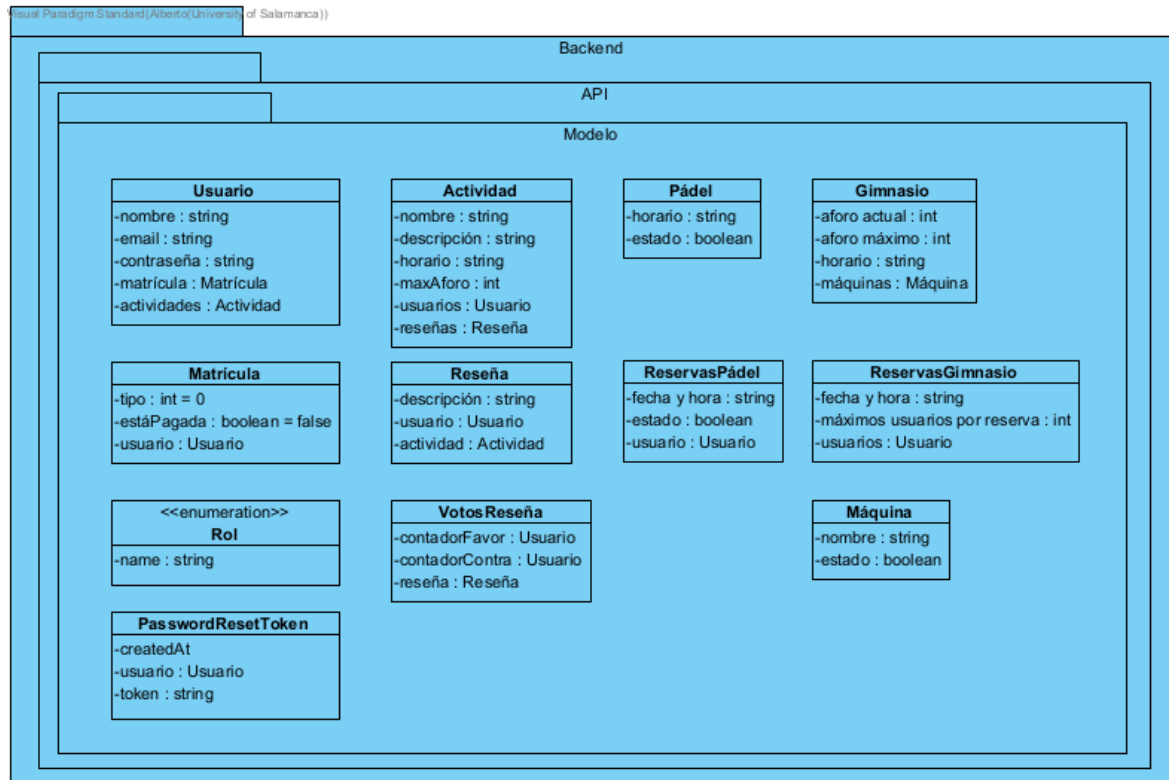 Visual Paradigm Standard(Alberto(University of Salamanca))
Backend
API
Modelo
Usuario
-nombre : string
-email : string
-contraseña : string
-matrícula : Matrícula
-actividades : Actividad
Actividad
-nombre : string
-descripción : string
-horario : string
-maxAforo : int
-usuarios : Usuario
-reseñas : Reseña
Pádel
-horario : string
-estado : boolean
Gimnasio
-aforo actual : int
-aforo máximo : int
-horario : string
-máquinas : Máquina
Matrícula
-tipo : int = 0
-estáPagada : boolean = false
-usuario : Usuario
Reseña
-descripción : string
-usuario : Usuario
-actividad : Actividad
ReservasPádel
-fecha y hora : string
-estado : boolean
-usuario : Usuario
ReservasGimnasio
-fecha y hora : string
-máximos usuarios por reserva : int
-usuarios : Usuario
<<enumeration>>
Rol
-name : string
VotosReseña
-contadorFavor : Usuario
-contadorContra : Usuario
-reseña : Reseña
Máquina
-nombre : string
-estado : boolean
PasswordResetToken
-createdAt
-usuario : Usuario
-token : string